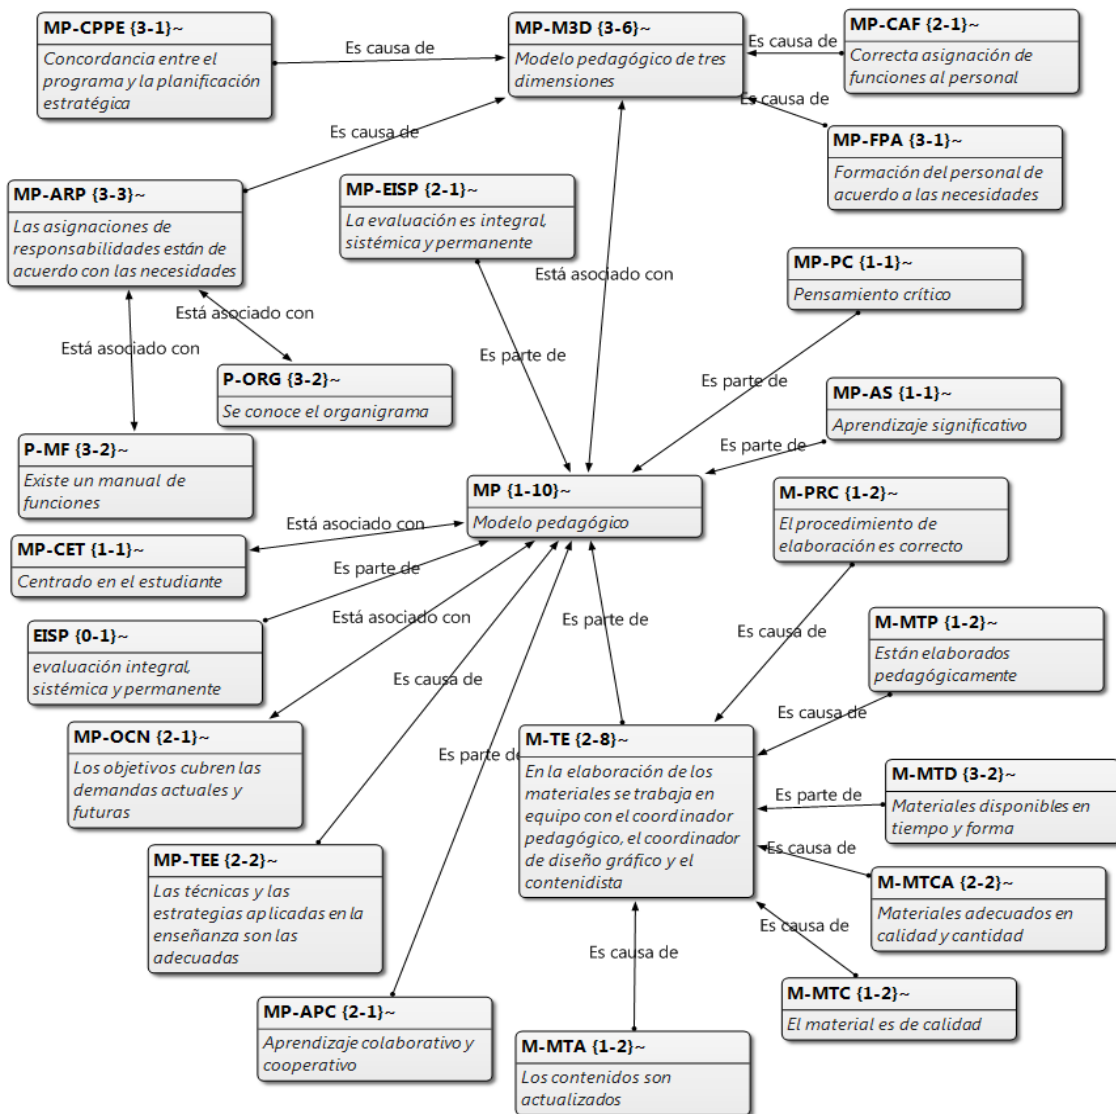 MP-CPPE {3-1}~
Concordancia entre el
programa y la planificación
estratégica
Es causa de
MP-M3D {3-6}~
Modelo pedagógico de tres
dimensiones
Es causa de
MP-CAF {2-1}~
Correcta asignación de
funciones al personal
Es causa de
Es causa de
MP-FPA {3-1}~
Formación del personal de
acuerdo a las necesidades
MP-ARP {3-3}~
Las asignaciones de
responsabilidades están de
acuerdo con las necesidades
MP-EISP {2-1}~
La evaluación es integral,
sistémica y permanente
Está asociado con
MP-PC {1-1}~
Pensamiento crítico
Está asociado con
Está asociado con
Es parte de
P-ORG {3-2}~
Se conoce el organigrama
Es parte de
MP-AS {1-1}~
Aprendizaje significativo
P-MF {3-2}~
Existe un manual de
funciones
Es parte de
MP {1-10}~
Modelo pedagógico
M-PRC {1-2}~
El procedimiento de
elaboración es correcto
Está asociado con
MP-CET {1-1}~
Centrado en el estudiante
Es parte de
EISP {0-1}~
evaluación integral,
sistémica y permanente
Está asociado con
Es parte de
Es causa de
M-MTP {1-2}~
Están elaborados
pedagógicamente
Es causa de
Es causa de
MP-OCN {2-1}~
Los objetivos cubren las
demandas actuales y
futuras
Es parte de
M-TE {2-8}~
En la elaboración de los
materiales se trabaja en
equipo con el coordinador
pedagógico, el coordinador
de diseño gráfico y el
contenidista
Es parte de
M-MTD {3-2}~
Materiales disponibles en
tiempo y forma
MP-TEE {2-2}~
Las técnicas y las
estrategias aplicadas en la
enseñanza son las
adecuadas
Es causa de
M-MTCA {2-2}~
Materiales adecuados en
calidad y cantidad
Es causa de
Es causa de
M-MTC {1-2}~
El material es de calidad
MP-APC {2-1}~
Aprendizaje colaborativo y
cooperativo
M-MTA {1-2}~
Los contenidos son
actualizados